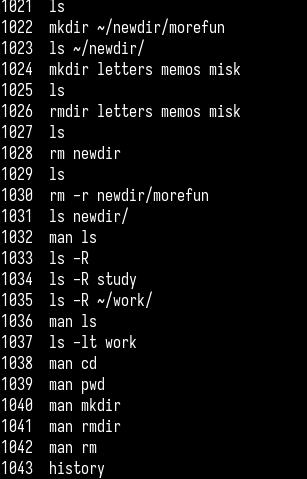 1021 ls
1022 mkdir ~/newdir/morefun
1023 ls ~/newdir/
1024 mkdir letters memos misk
1025 ls
1026 rmdir letters memos misk
1027 ls
1028 rm newdir
1029 ls
1030 rm -r newdir/morefun
1031 ls newdir/
1032 man ls
1033 ls -R
1034 ls -R study
1035 ls -R ~/work/
1036 man ls
1037 ls -lt work
1038 man cd
1039 man pwd
1040 man mkdir
1041 man rmdir
1042 man rm
1043 history